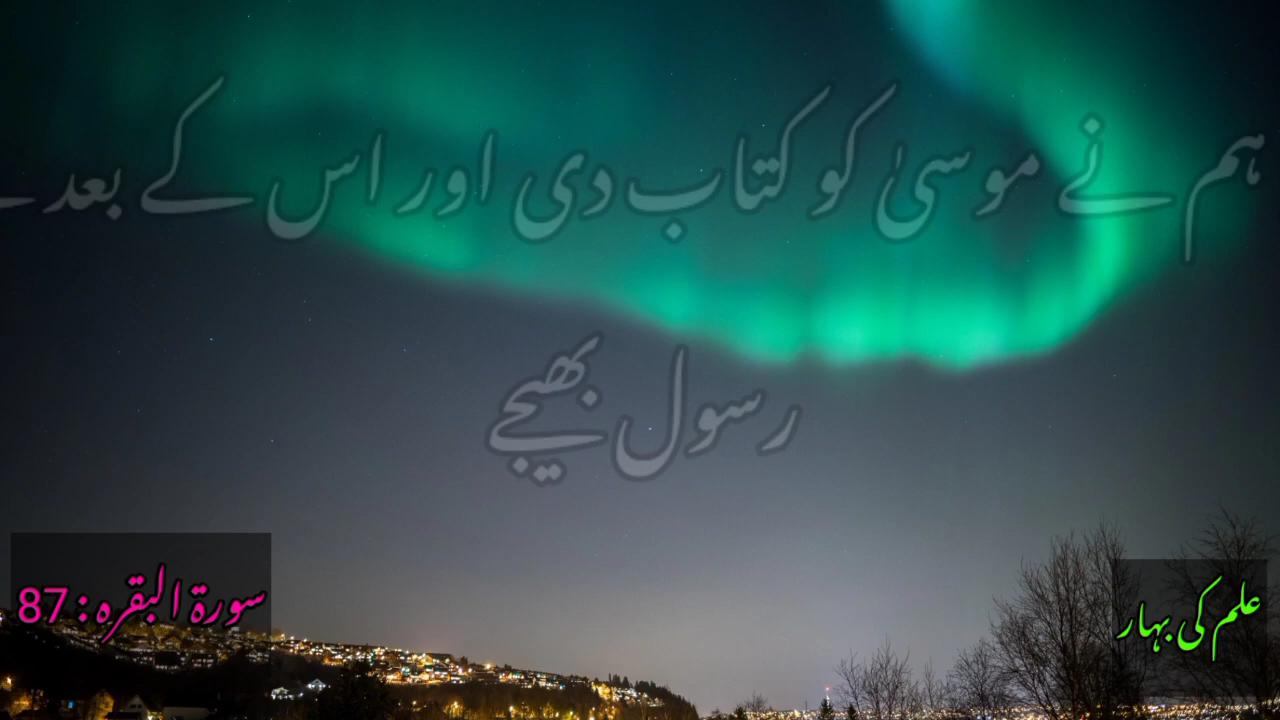 ہم نے موسیٰ کو کتاب دی اور اس کے بعد
رسول بھیجے
سورۃ البقرہ: 87
علم کی بہار